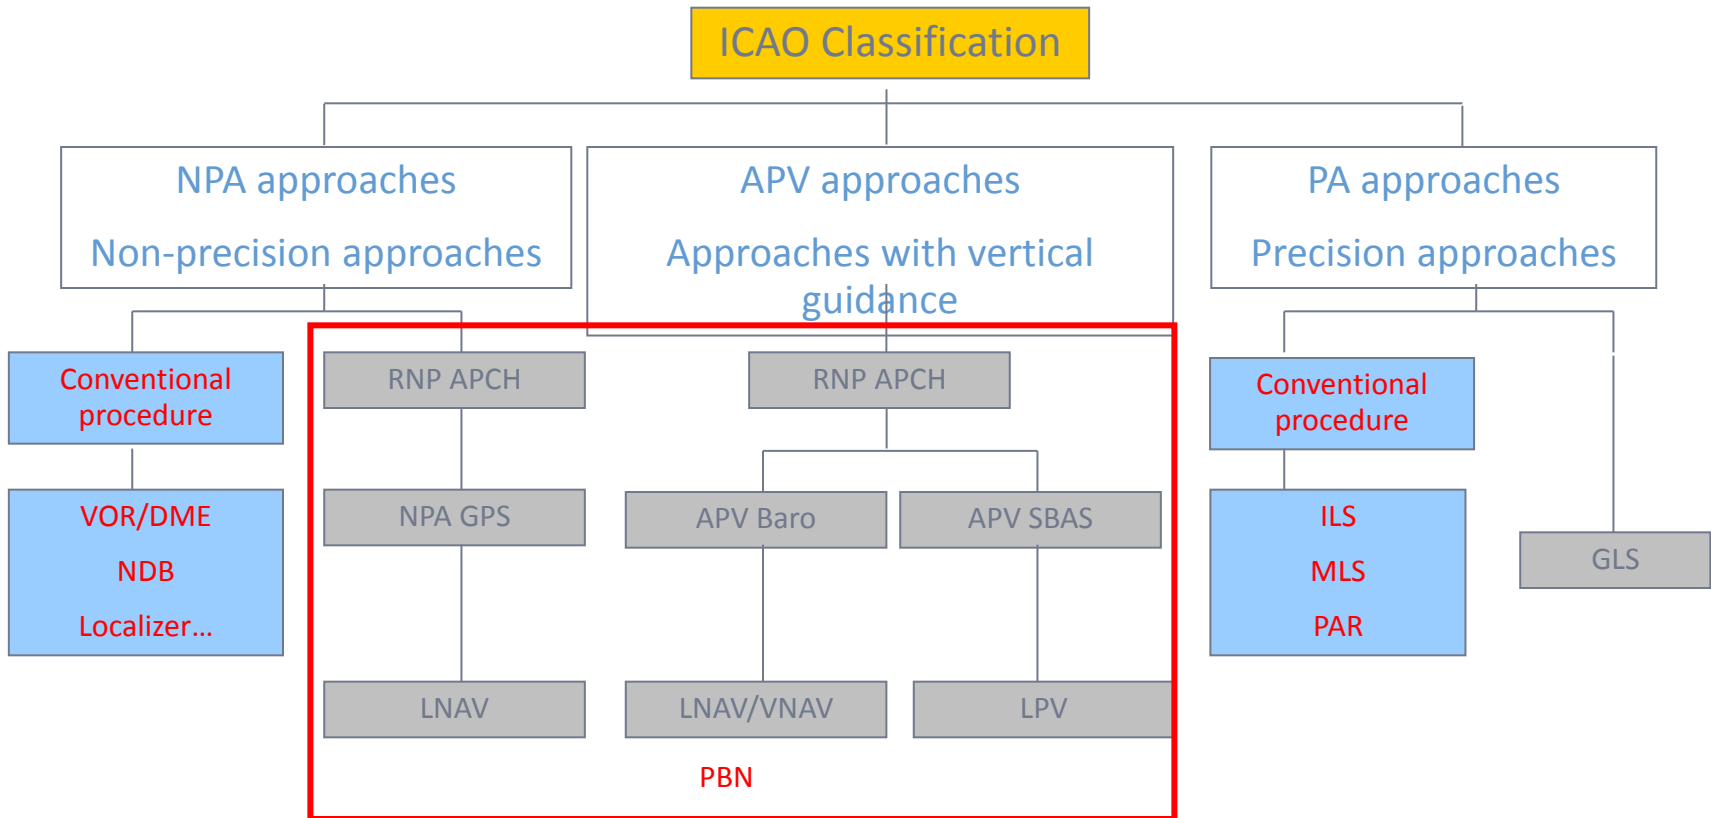 ICAO Classification
NPA approaches
Non-precision approaches
APV approaches
Approaches with vertical
guidance
PA approaches
Precision approaches
Conventional
procedure
RNP APCH
RNP APCH
Conventional
procedure
VOR/DME
NDB
Localizer...
NPA GPS
APV Baro
APV SBAS
ILS
MLS
PAR
GLS
LNAV
LNAV/VNAV
LPV
PBN